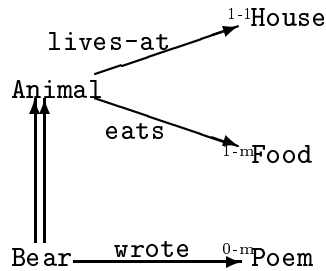 1-1House
lives-at
Animal
eats
1-mFood
Bear wrote 0-mPoem